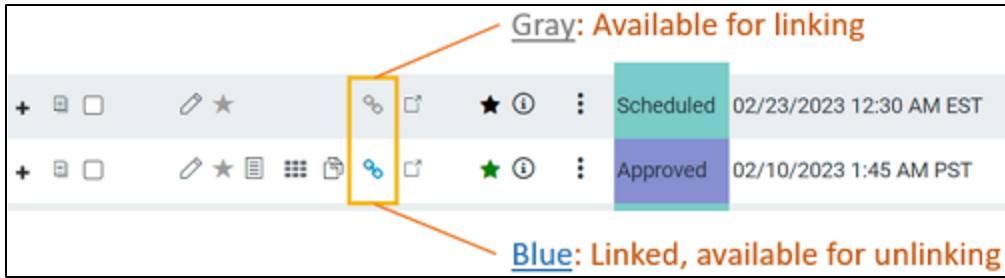 Gray: Available for linking
Scheduled 02/23/2023 12:30 AM EST
Approved 02/10/2023 1:45 AM PST
Blue: Linked, available for unlinking